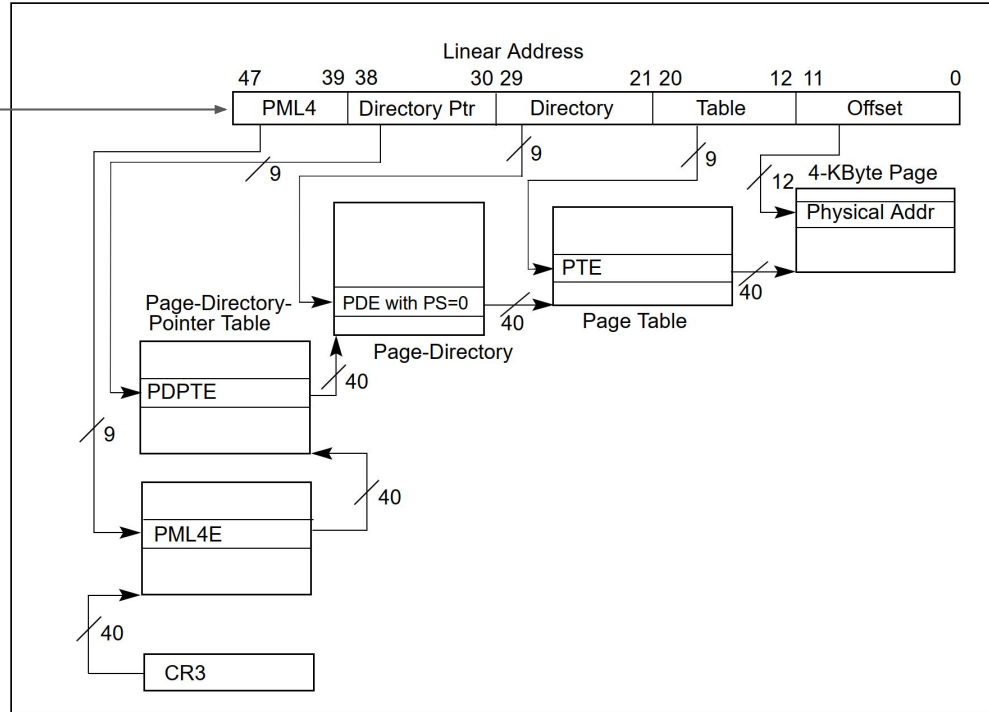 Linear Address
47 39 38 30 29 21 20 12 11 0
PML4 Directory Ptr Directory Table Offset
9 9 9 12 4-KByte Page
Physical Addr
PTE
40 40
PDE with PS=0
Page Table
Page-Directory-
Pointer Table
Page-Directory
40
PDPTE
9
40
PML4E
40
CR3